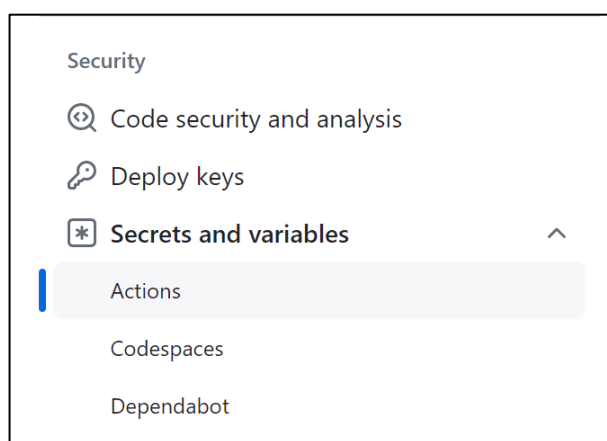 Security
Code security and analysis
Deploy keys
Secrets and variables
Actions
Codespaces
Dependabot